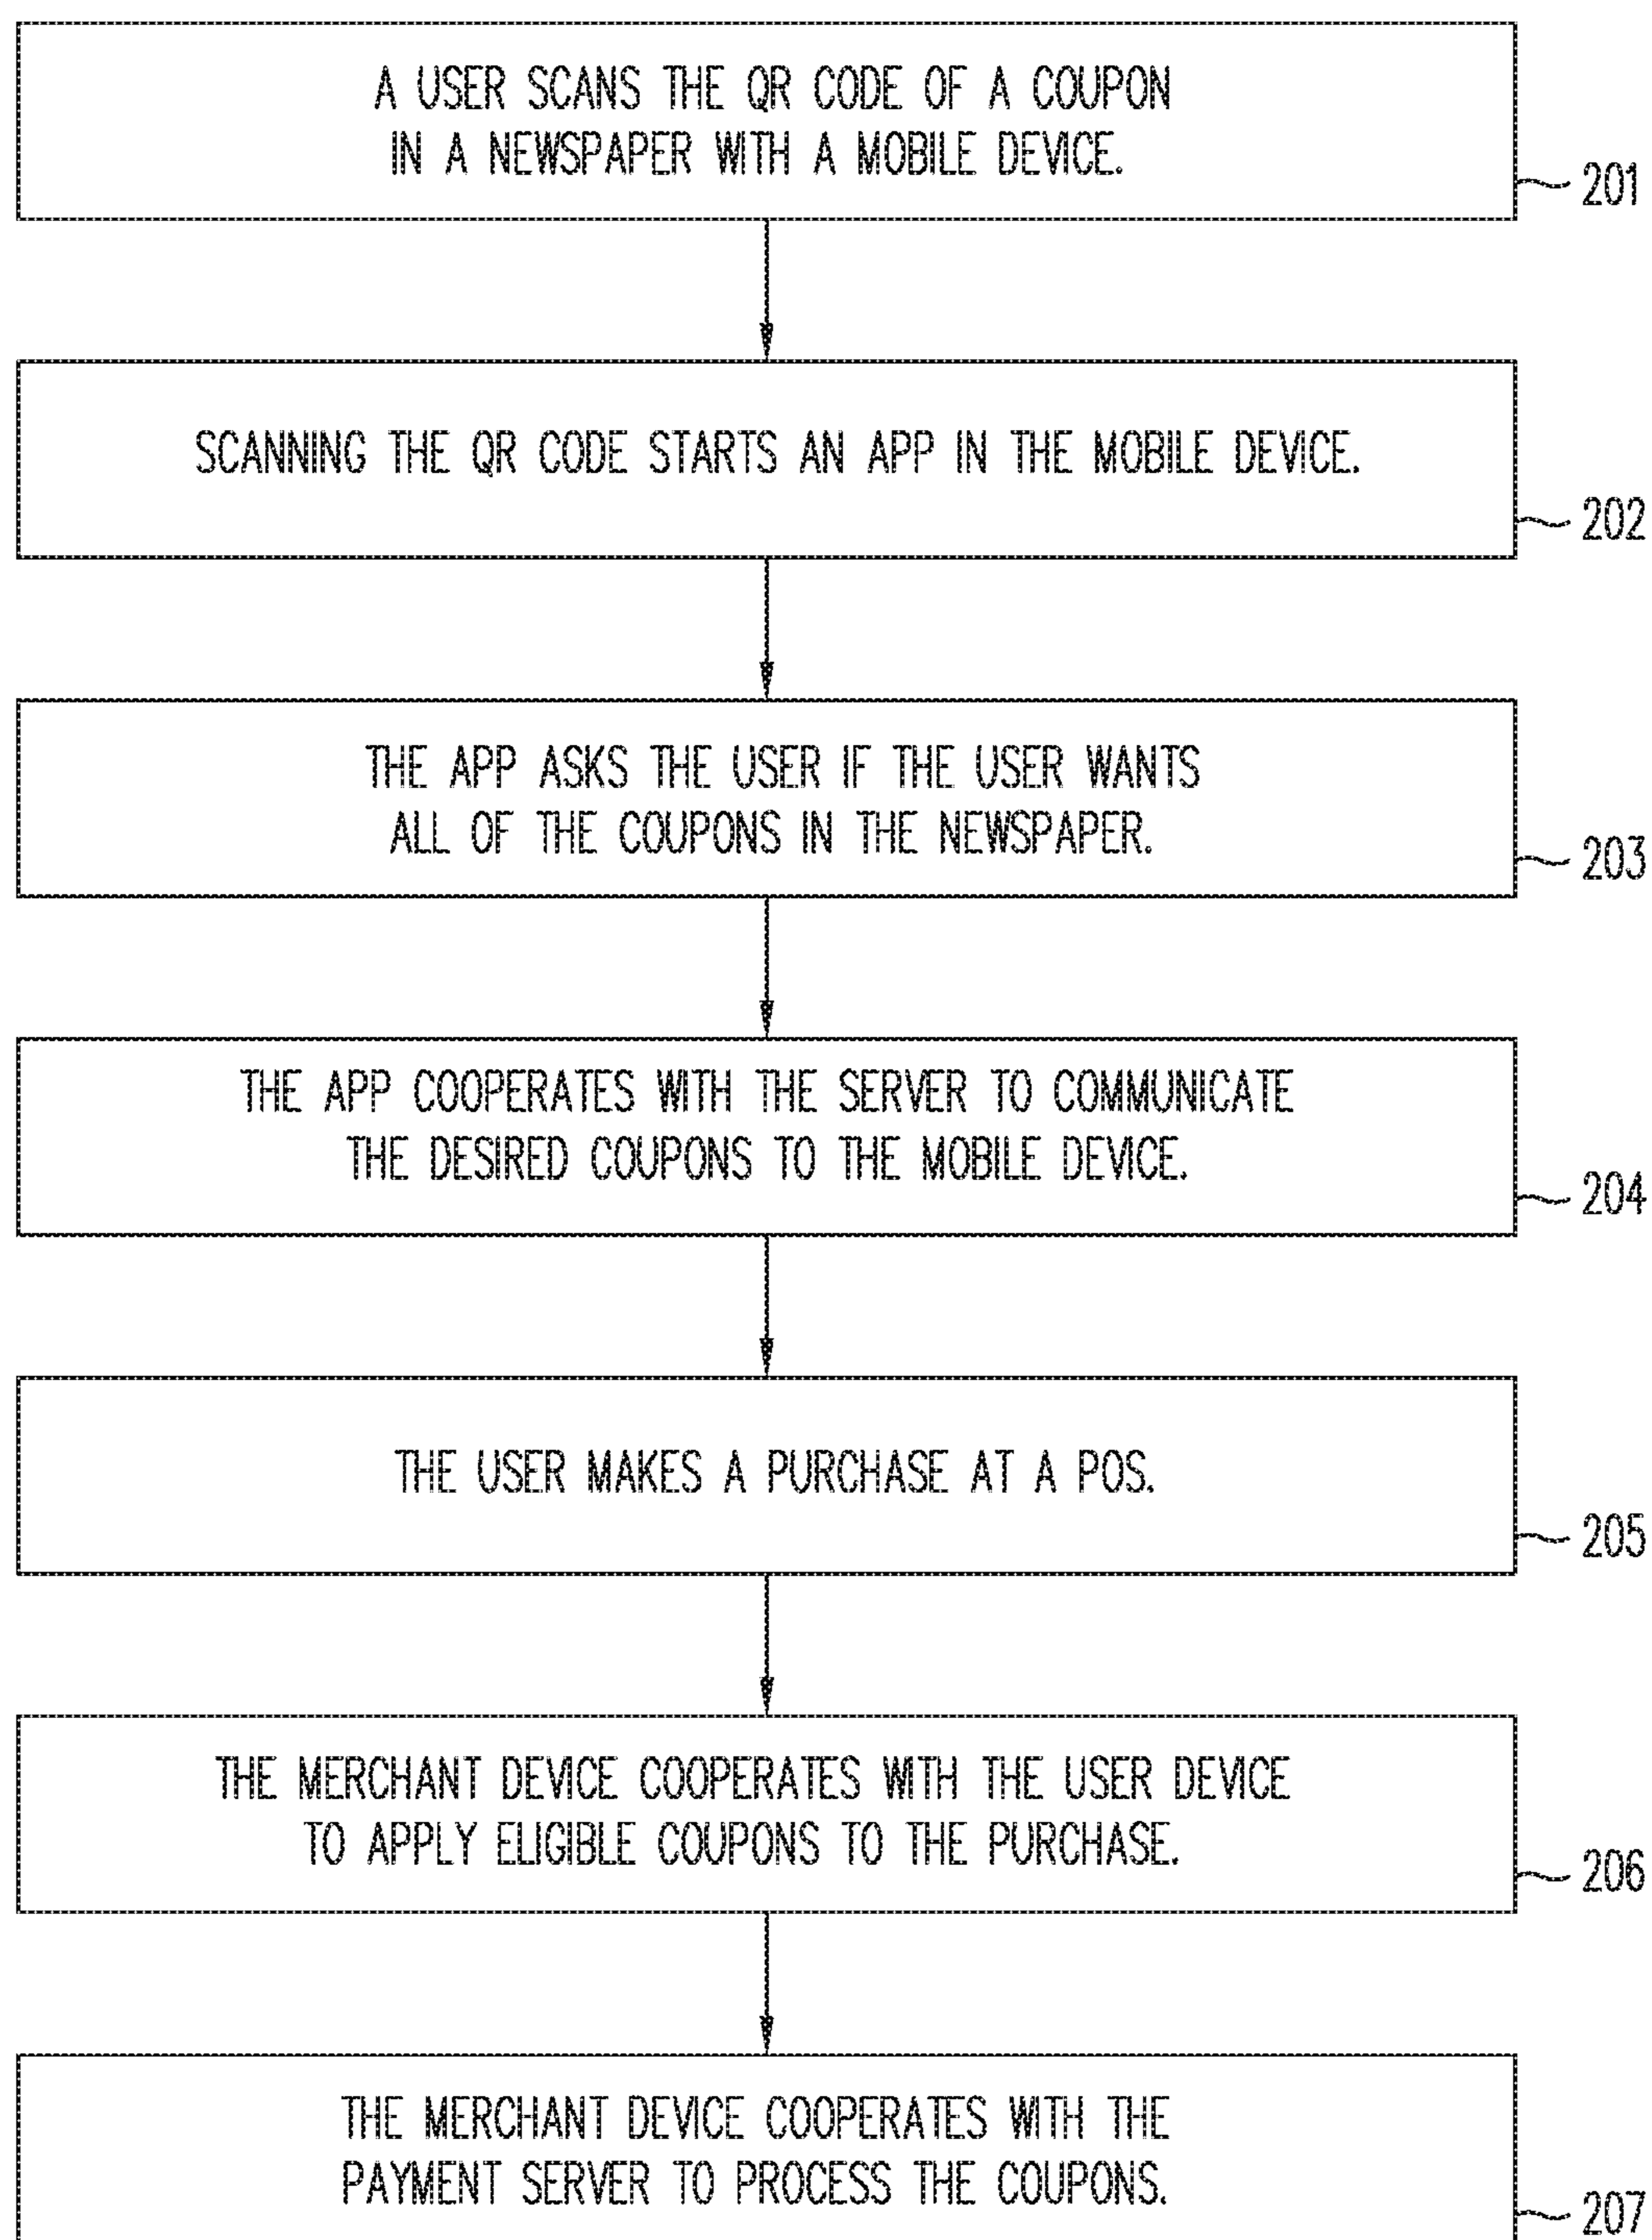 A USER SCANS THE QR CODE OF A COUPON
IN A NEWSPAPER WITH A MOBILE DEVICE.
201
SCANNING THE QR CODE STARTS AN APP IN THE MOBILE DEVICE.
202
THE APP ASKS THE USER IF THE USER WANTS
ALL OF THE COUPONS IN THE NEWSPAPER.
203
THE APP COOPERATES WITH THE SERVER TO COMMUNICATE
THE DESIRED COUPONS TO THE MOBILE DEVICE.
204
THE USER MAKES A PURCHASE AT A POS.
205
THE MERCHANT DEVICE COOPERATES WITH THE USER DEVICE
TO APPLY ELIGIBLE COUPONS TO THE PURCHASE.
206
THE MERCHANT DEVICE COOPERATES WITH THE
PAYMENT SERVER TO PROCESS THE COUPONS.
207